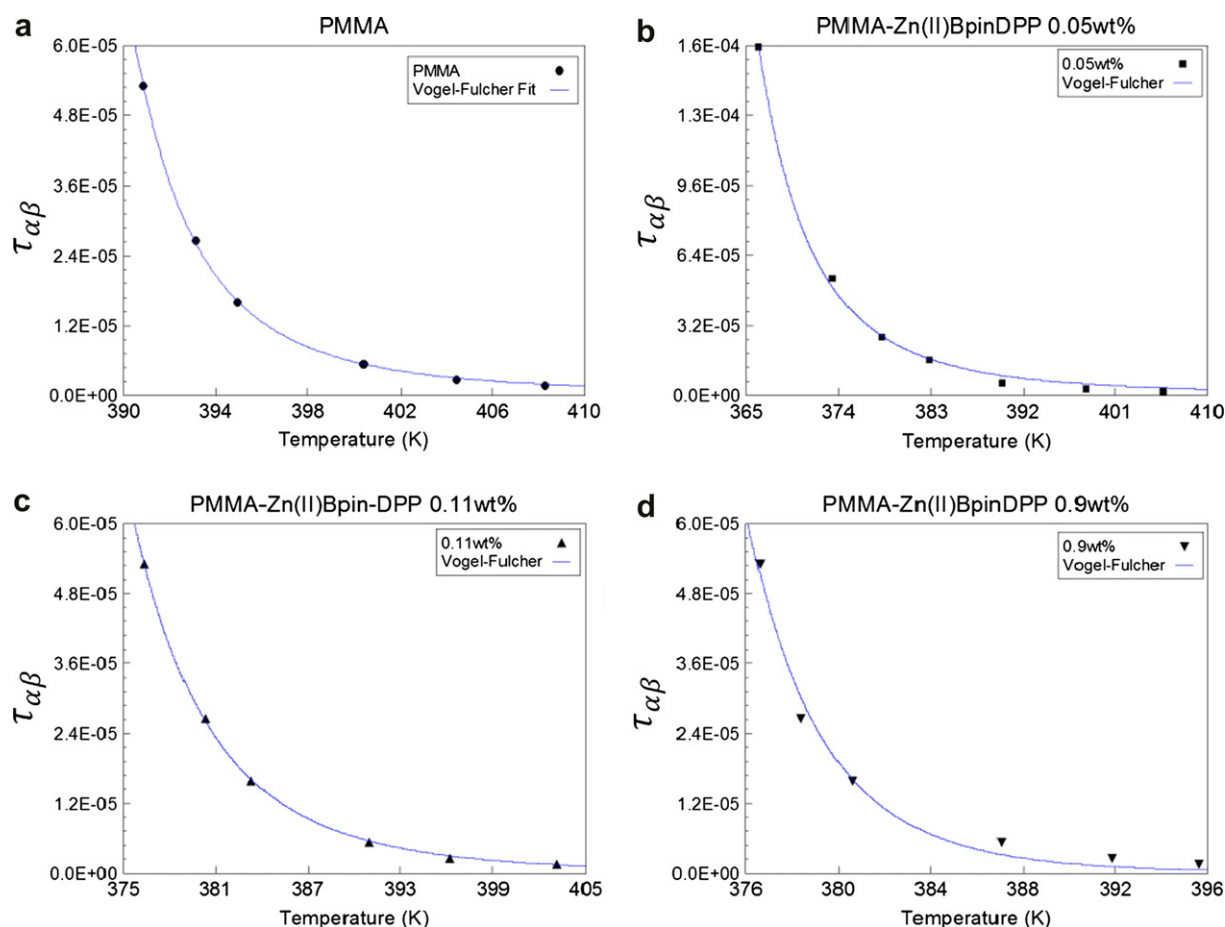 a
PMMA
6.0E-05
4.8E-05
3.6E-05
2.4E-05
1.2E-05
0.0E+00
ταβ
PMMA
Vogel-Fulcher Fit
390 394 398 402 406 410
Temperature (K)
b
PMMA-Zn(II)BpinDPP 0.05wt%
1.6E-04
1.3E-04
9.6E-05
6.4E-05
3.2E-05
0.0E+00
ταβ
0.05wt%
Vogel-Fulcher
365 374 383 392 401 410
Temperature (K)
c
PMMA-Zn(II)Bpin-DPP 0.11wt%
6.0E-05
4.8E-05
3.6E-05
2.4E-05
1.2E-05
0.0E+00
ταβ
0.11wt%
Vogel-Fulcher
375 381 387 393 399 405
Temperature (K)
d
PMMA-Zn(II)BpinDPP 0.9wt%
6.0E-05
4.8E-05
3.6E-05
2.4E-05
1.2E-05
0.0E+00
ταβ
0.9wt%
Vogel-Fulcher
376 380 384 388 392 396
Temperature (K)